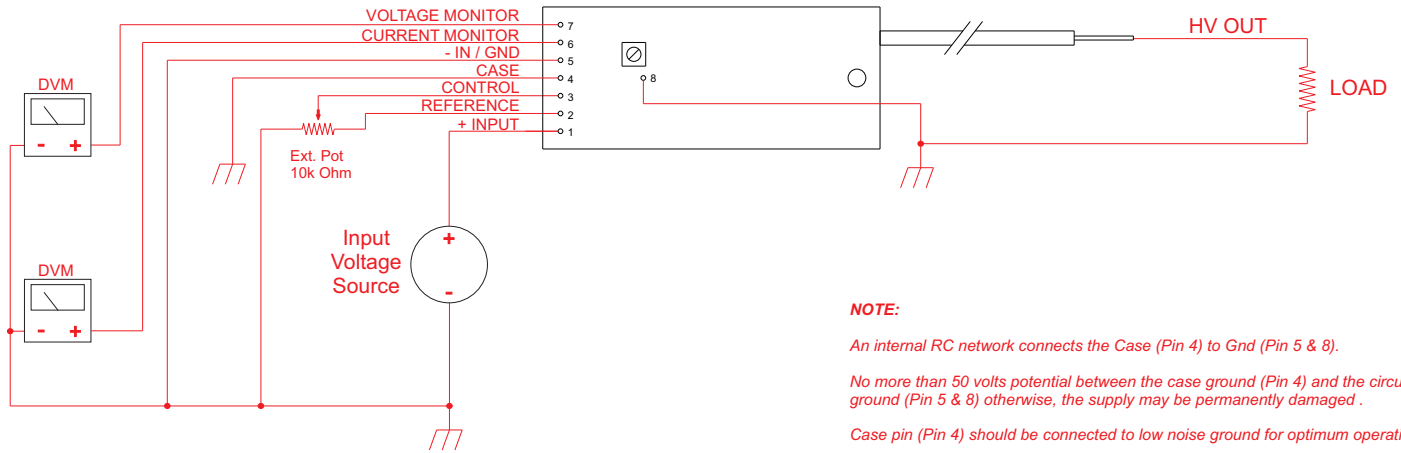 VOLTAGE MONITOR
7
CURRENT MONITOR
6
- IN / GND
5
CASE
4
CONTROL
3
REFERENCE
2
+ INPUT
1
8
HV OUT
LOAD
DVM
- +
Ext. Pot
10k Ohm
Input
Voltage
Source
+
-
DVM
- +
NOTE:
An internal RC network connects the Case (Pin 4) to Gnd (Pin 5 & 8).
No more than 50 volts potential between the case ground (Pin 4) and the
ground (Pin 5 & 8) otherwise, the supply may be permanently damaged .
Case pin (Pin 4) should be connected to low noise ground for optimum